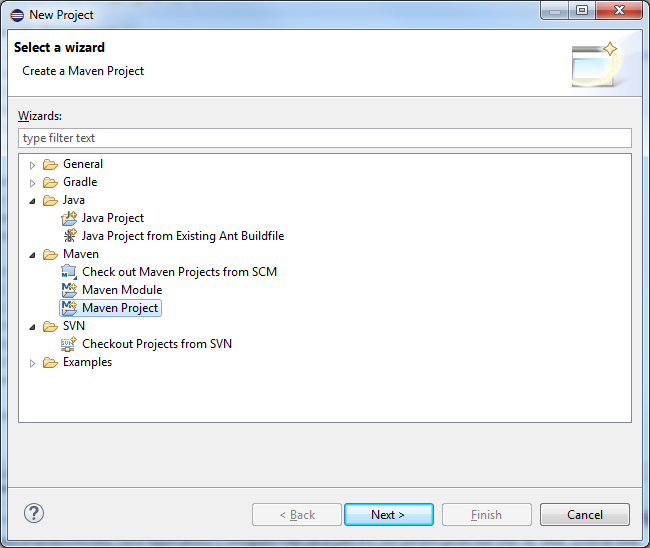 New Project
Select a wizard
Create a Maven Project
Wizards:
type filter text
General
Gradle
Java
Java Project
Java Project from Existing Ant Buildfile
Maven
Check out Maven Projects from SCM
Maven Module
Maven Project
SVN
Checkout Projects from SVN
Examples
? < Back Next > Finish Cancel